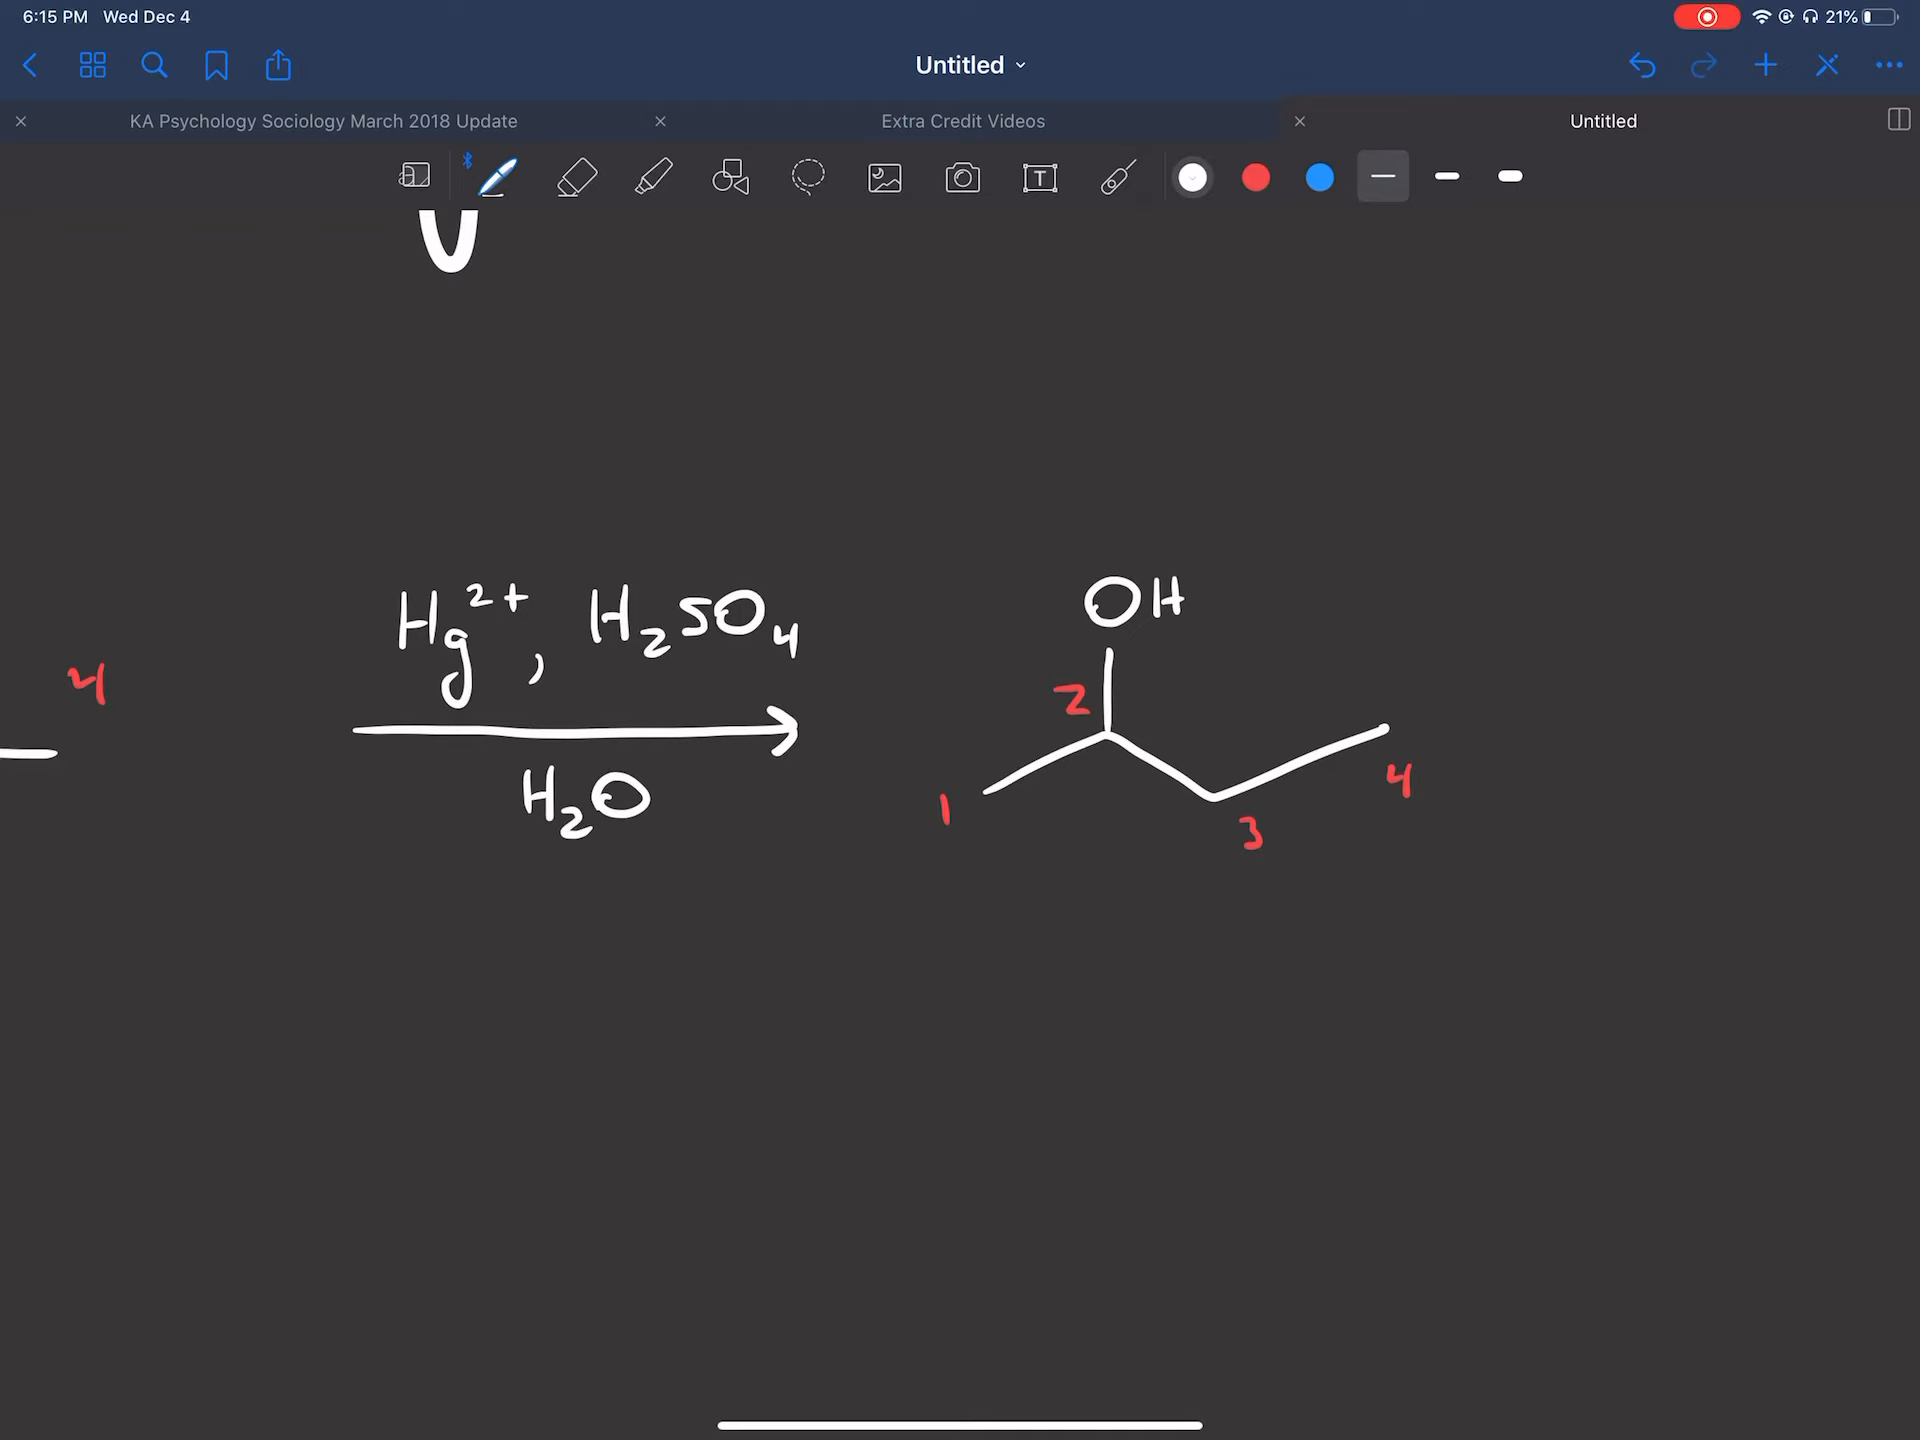 6:15 PM Wed Dec 4
21%
Untitled
KA Psychology Sociology March 2018 Update
Extra Credit Videos
Untitled
T
Hg²⁺, H₂SO₄
H₂O
4
OH
2
1
3
4